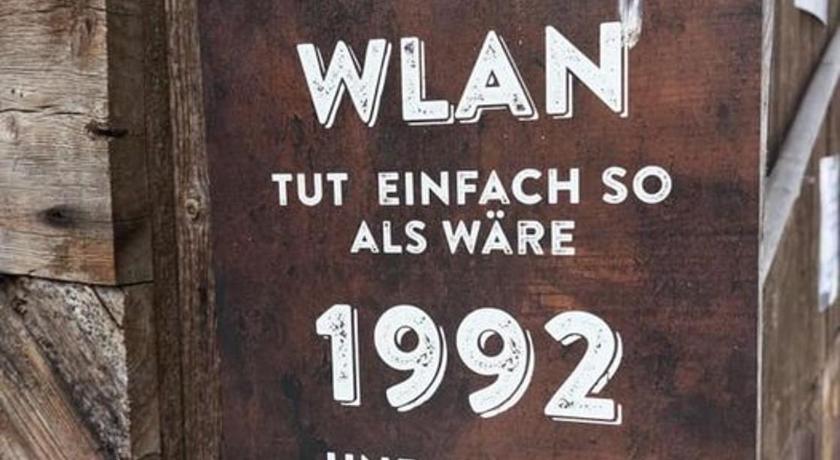 WLAN
TUT EINFACH SO
ALS WÄRE
1992